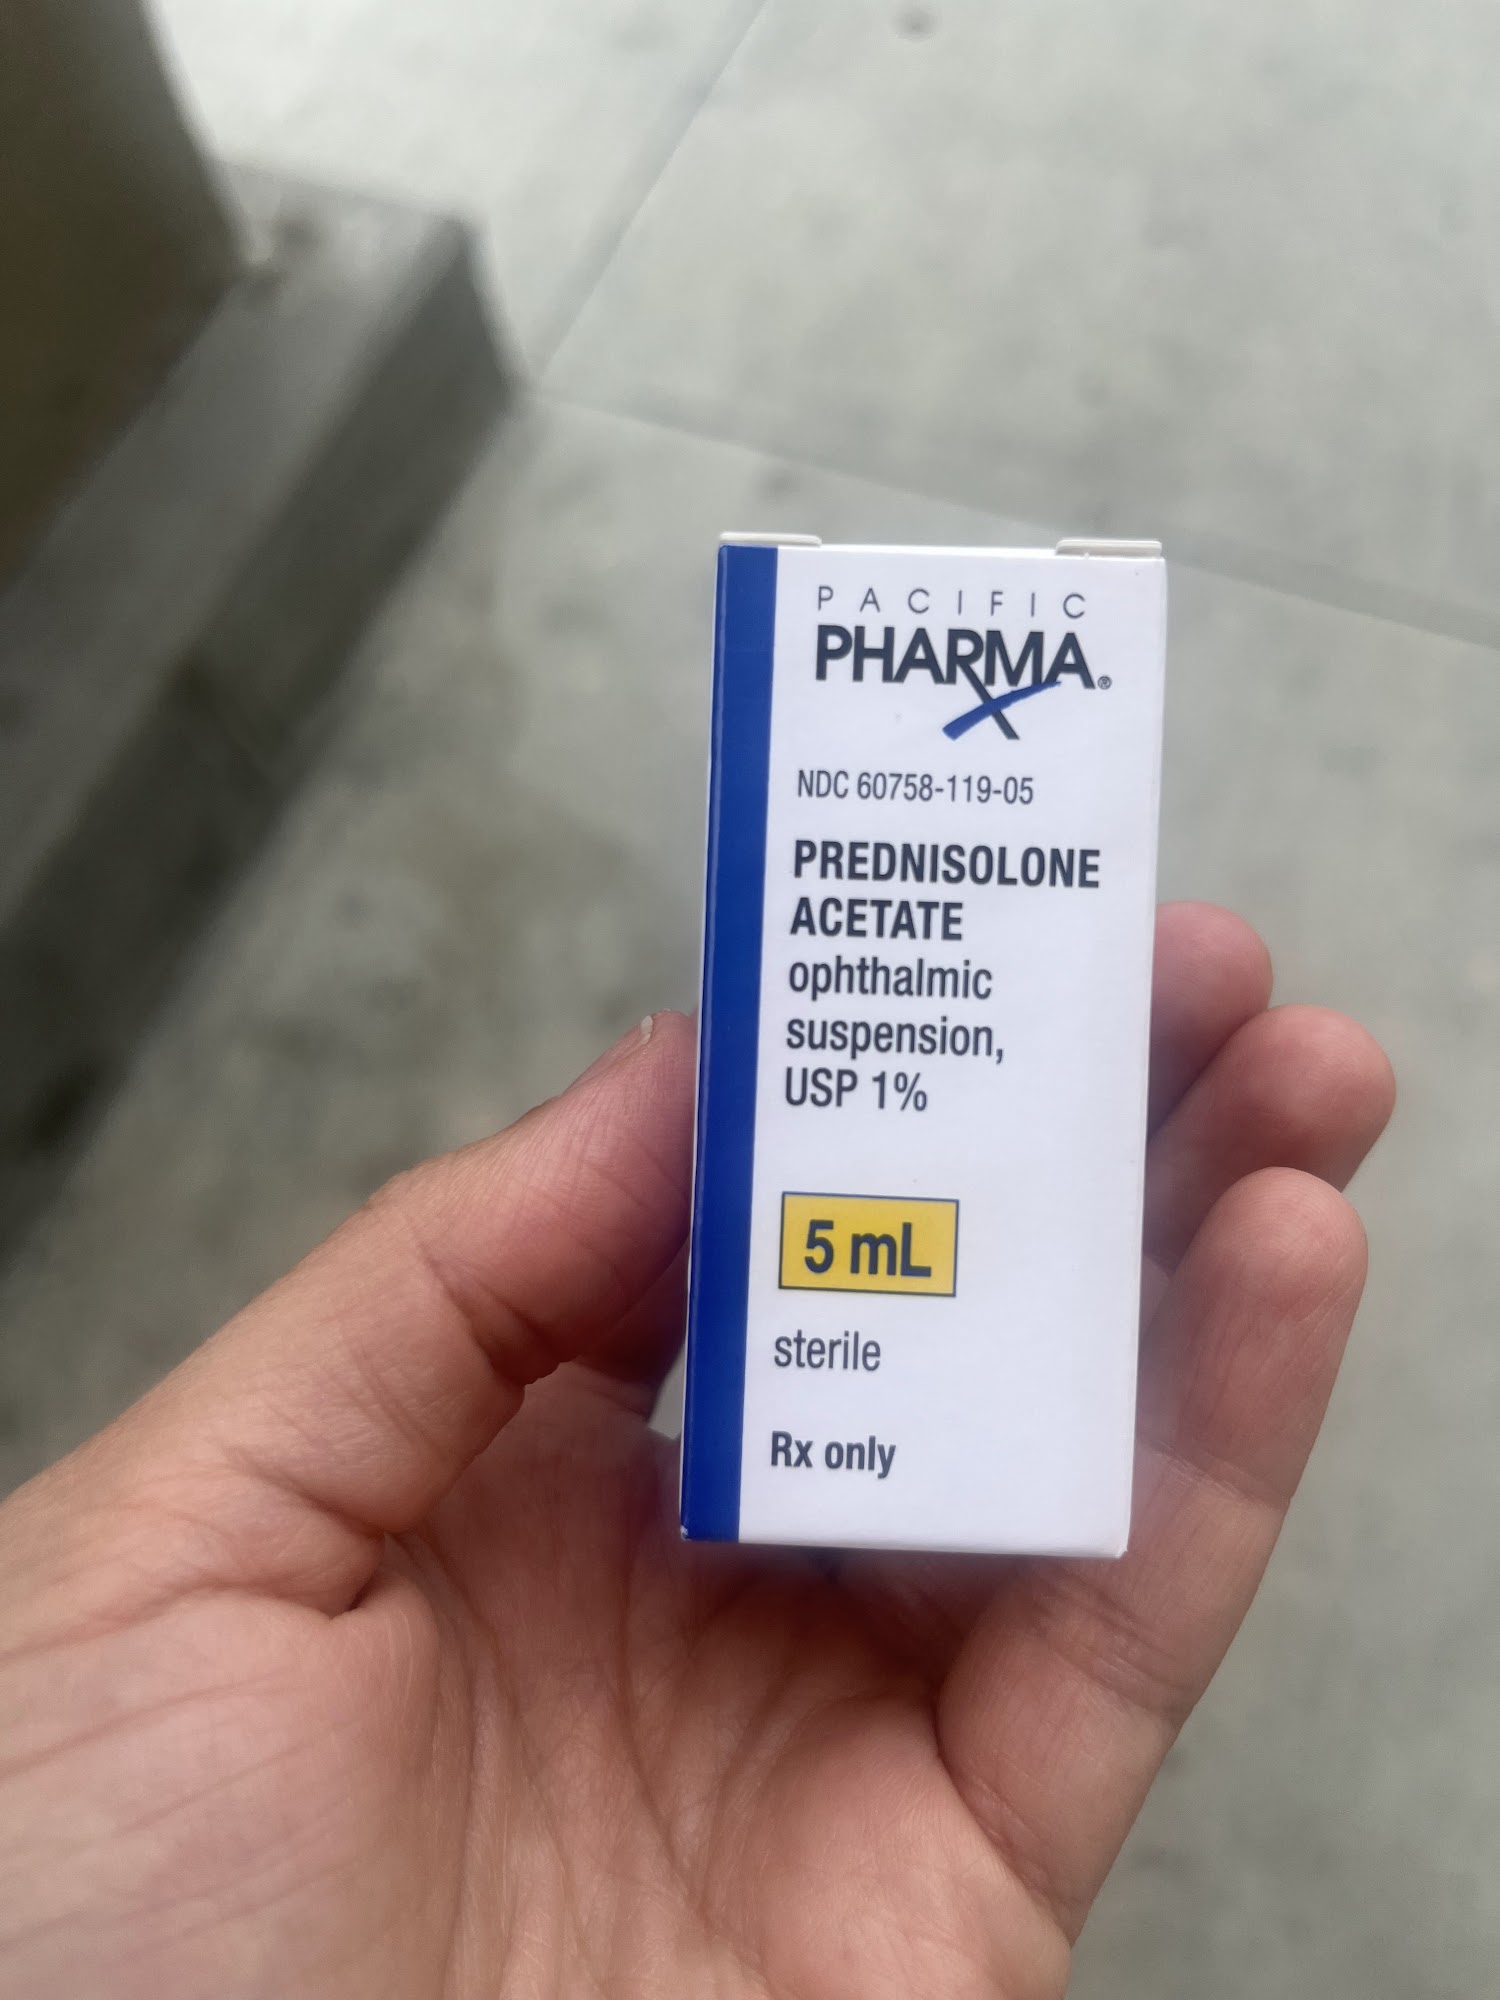 PACIFIC
PHARMA®
NDC 60758-119-05
PREDNISOLONE
ACETATE
ophthalmic
suspension,
USP 1%
5 mL
sterile
Rx only